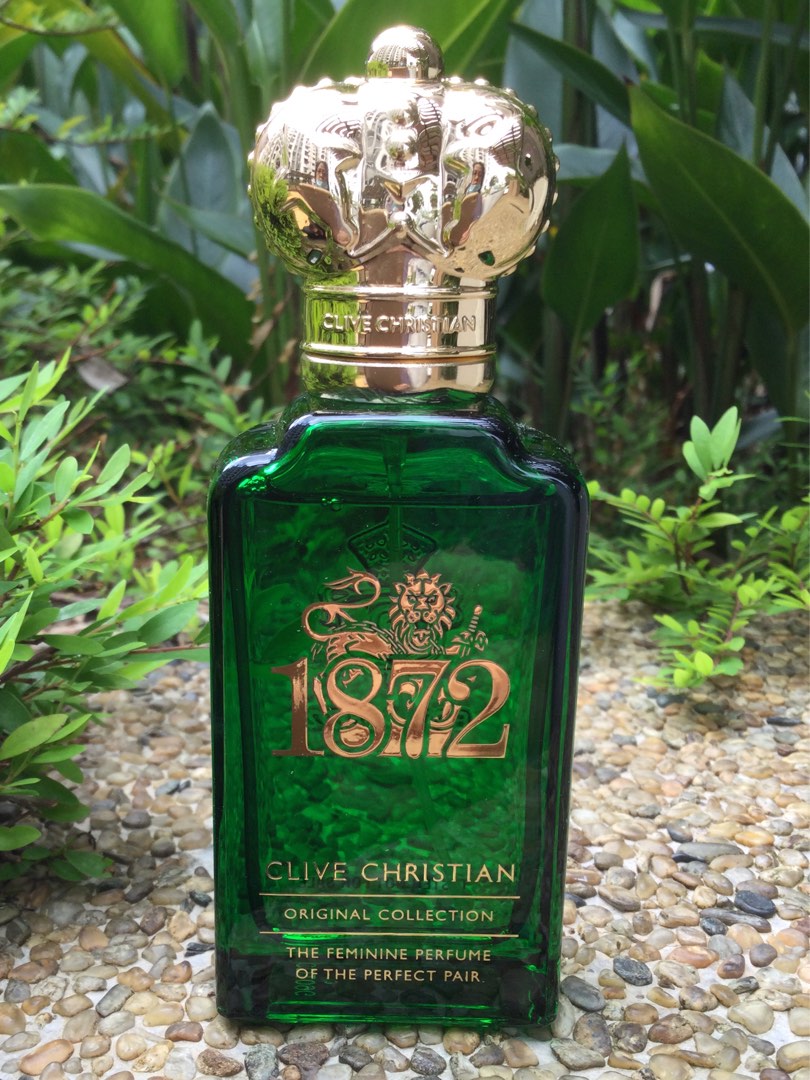 CLIVE CHRISTIAN
1872
CLIVE CHRISTIAN
ORIGINAL COLLECTION
THE FEMININE PERFUME
OF THE PERFECT PAIR